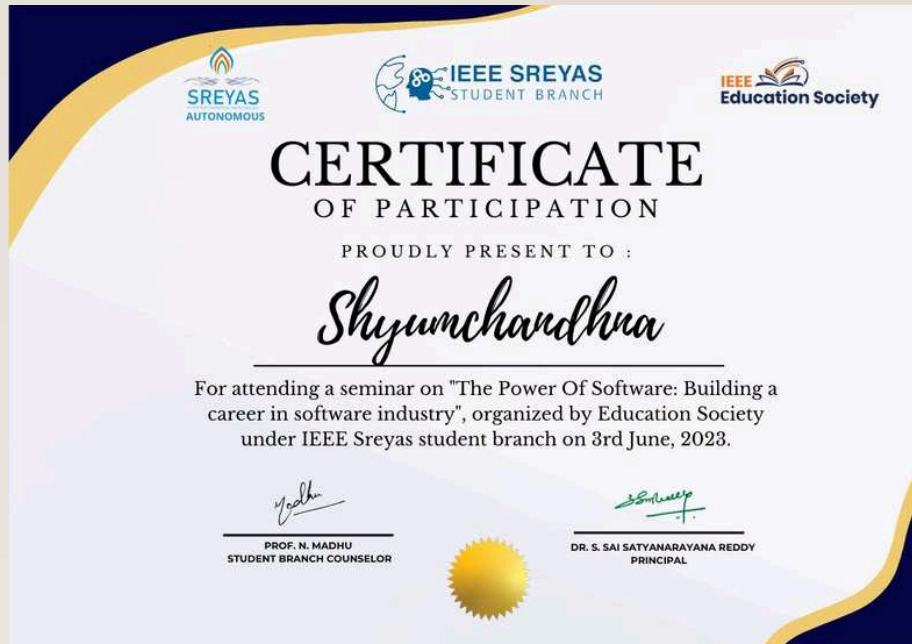 SREYAS
AUTONOMOUS
IEEE SREYAS
STUDENT BRANCH
IEEE
Education Society
CERTIFICATE
OF PARTICIPATION
PROUDLY PRESENT TO :
Shyumchandhna
For attending a seminar on "The Power Of Software: Building a
career in software industry", organized by Education Society
under IEEE Sreyas student branch on 3rd June, 2023.
Madhu
PROF. N. MADHU
STUDENT BRANCH COUNSELOR
DR. S. SAI SATYANARAYANA REDDY
PRINCIPAL